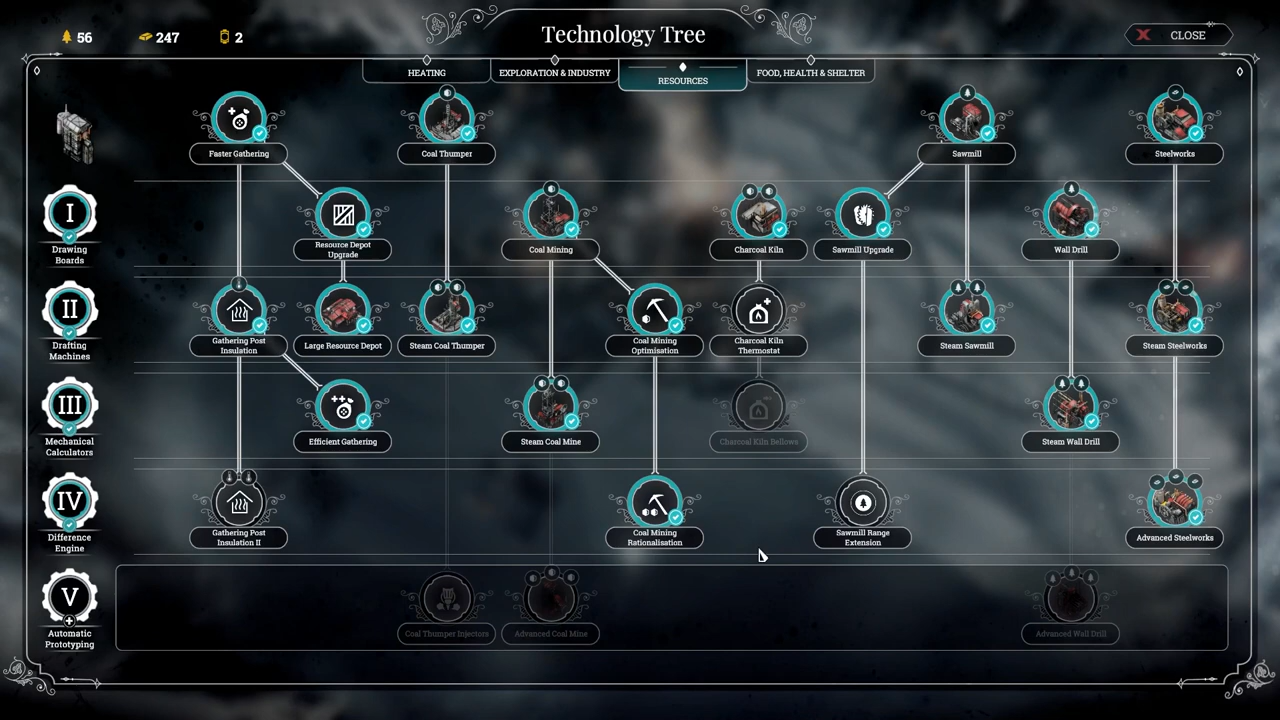 56 247 2
Technology Tree
CLOSE
HEATING
EXPLORATION & INDUSTRY
RESOURCES
FOOD, HEALTH & SHELTER
Faster Gathering
Coal Thumper
Sawmill
Steelworks
I
Drawing
Boards
Resource Depot
Upgrade
Coal Mining
Charcoal Kiln
Sawmill Upgrade
Wall Drill
II
Drafting
Machines
Gathering Post
Insulation
Large Resource Depot
Steam Coal Thumper
Coal Mining
Optimisation
Charcoal Kiln
Thermostat
Steam Sawmill
Steam Steelworks
III
Mechanical
Calculators
Efficient Gathering
Steam Coal Mine
Charcoal Kiln Bellows
Steam Wall Drill
IV
Difference
Engine
Gathering Post
Insulation II
Coal Mining
Rationalisation
Sawmill Range
Extension
Advanced Steelworks
V
Automatic
Prototyping
Coal Thumper Injectors
Advanced Coal Mine
Advanced Wall Drill